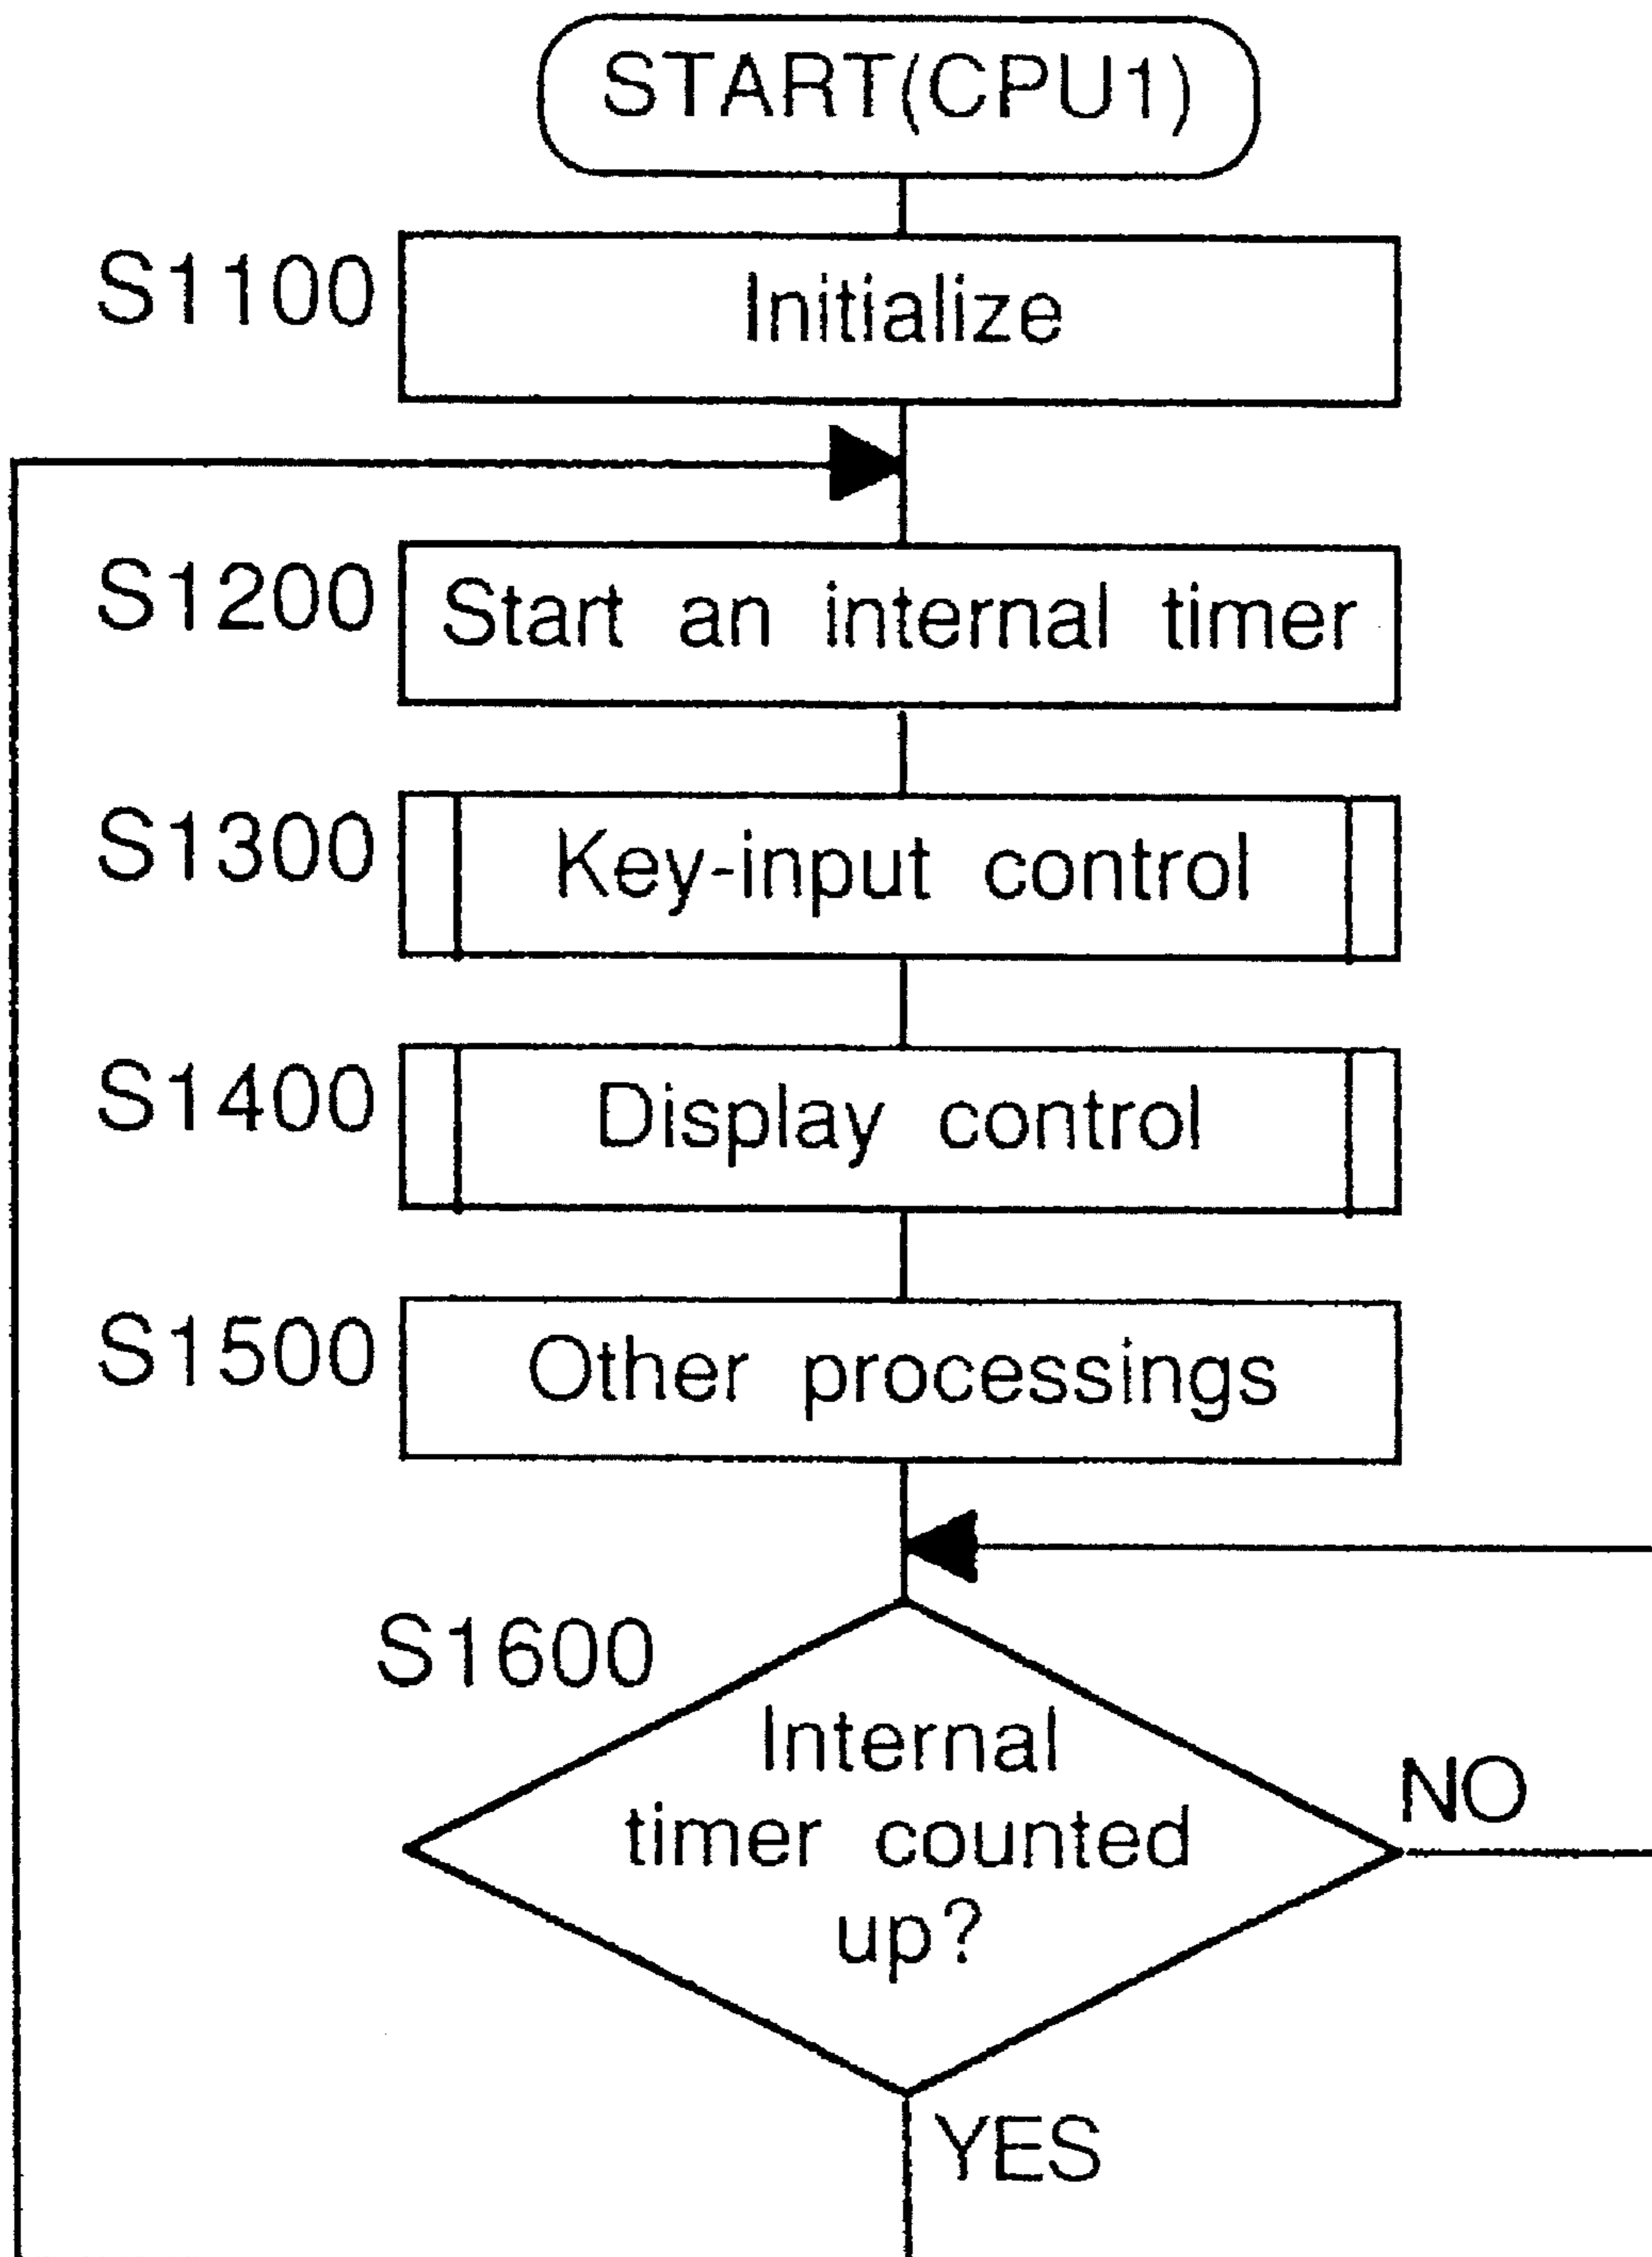 START(CPU1)
S1100
Initialize
S1200
Start an internal timer
S1300
Key-input control
S1400
Display control
S1500
Other processings
S1600
Internal
timer counted
up?
NO
YES